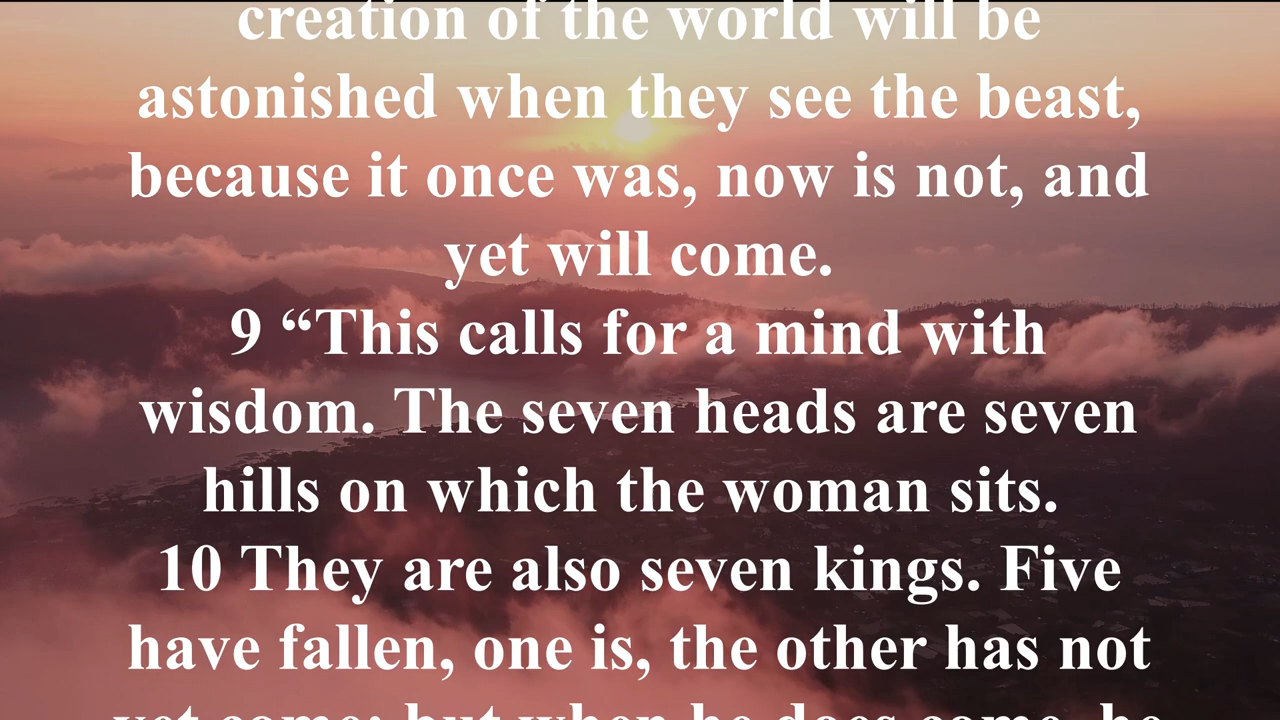 creation of the world will be
astonished when they see the beast,
because it once was, now is not, and
yet will come.
9 “This calls for a mind with
wisdom. The seven heads are seven
hills on which the woman sits.
10 They are also seven kings. Five
have fallen, one is, the other has not
yet come; but when he does come, he